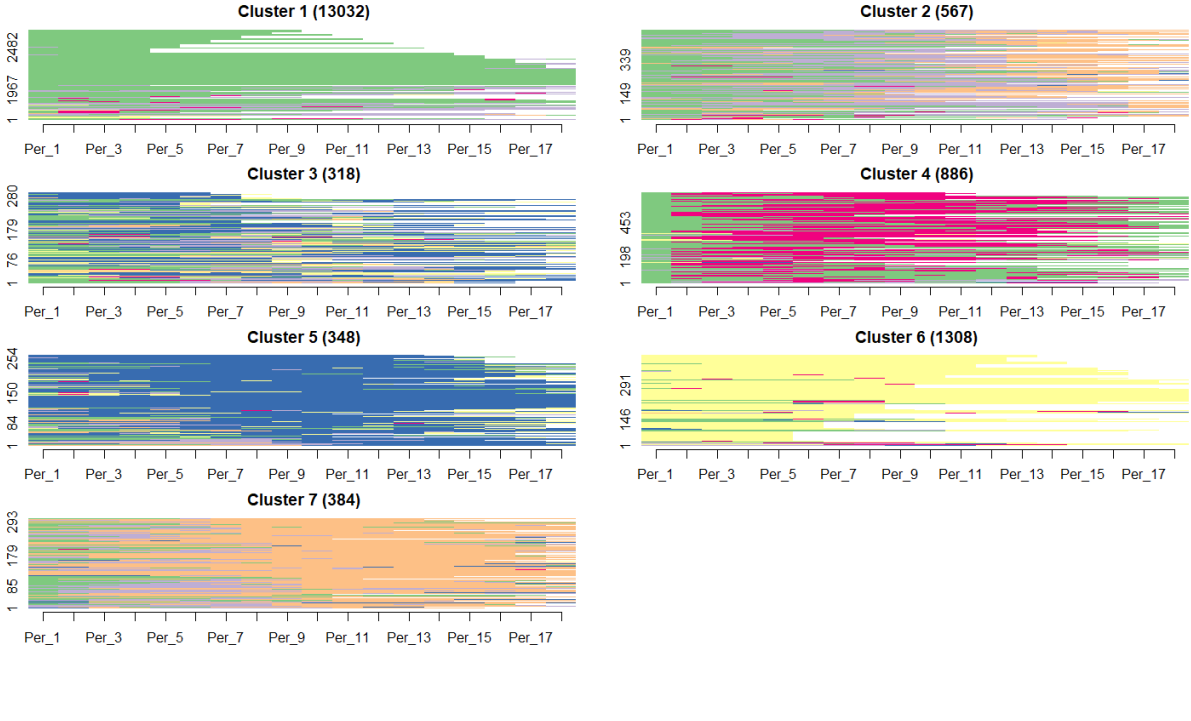 Cluster 1 (13032)
1 1967 2482
Per_1 Per_3 Per_5 Per_7 Per_9 Per_11 Per_13 Per_15 Per_17
Cluster 2 (567)
1 149 339
Per_1 Per_3 Per_5 Per_7 Per_9 Per_11 Per_13 Per_15 Per_17
Cluster 3 (318)
1 76 179 280
Per_1 Per_3 Per_5 Per_7 Per_9 Per_11 Per_13 Per_15 Per_17
Cluster 4 (886)
1 198 453
Per_1 Per_3 Per_5 Per_7 Per_9 Per_11 Per_13 Per_15 Per_17
Cluster 5 (348)
1 84 150 254
Per_1 Per_3 Per_5 Per_7 Per_9 Per_11 Per_13 Per_15 Per_17
Cluster 6 (1308)
1 146 291
Per_1 Per_3 Per_5 Per_7 Per_9 Per_11 Per_13 Per_15 Per_17
Cluster 7 (384)
1 85 179 293
Per_1 Per_3 Per_5 Per_7 Per_9 Per_11 Per_13 Per_15 Per_17